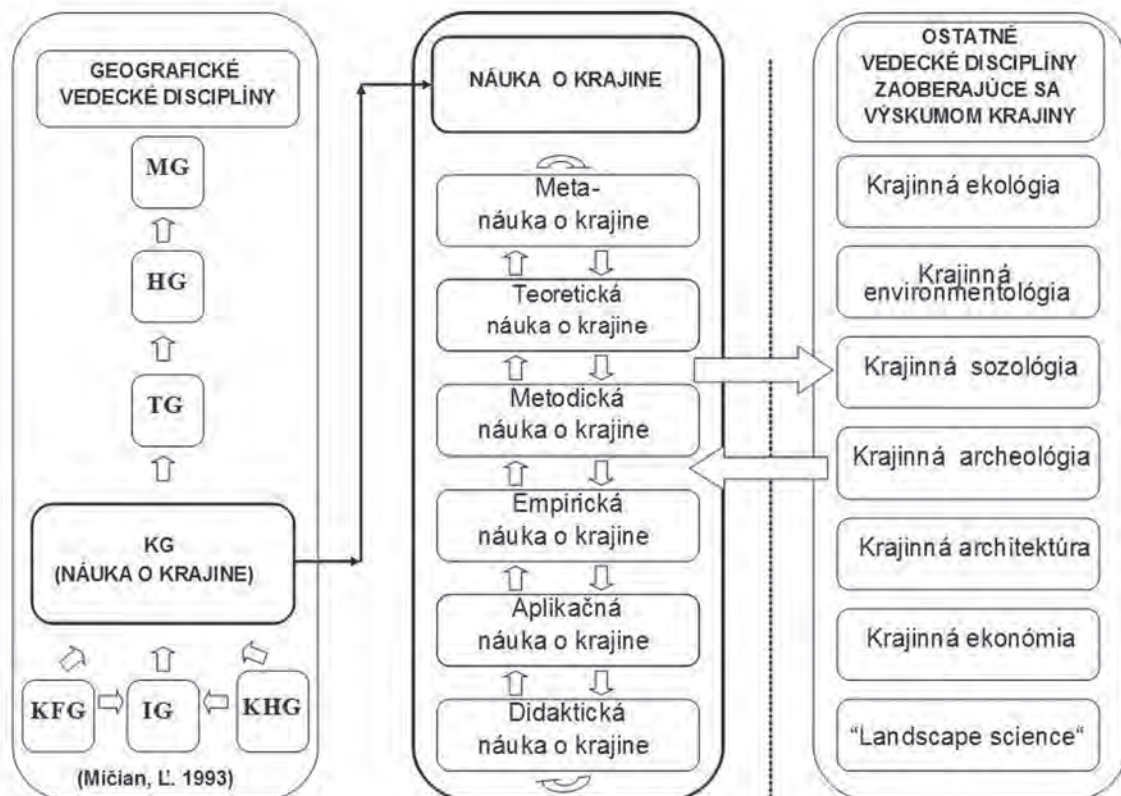 GEOGRAFICKÉ
VEDECKÉ DISCIPLÍNY
MG
HG
TG
KG
(NÁUKA O KRAJINE)
KFG
IG
KHG
(Mičian, Ľ. 1993)
NÁUKA O KRAJINE
Meta-
náuka o krajine
Teoretická
náuka o krajine
Metodická
náuka o krajine
Empirická
náuka o krajine
Aplikačná
náuka o krajine
Didaktická
náuka o krajine
OSTATNÉ
VEDECKÉ DISCIPLÍNY
ZAOBERAJÚCE SA
VÝSKUMOM KRAJINY
Krajinná ekológia
Krajinná
environmentológia
Krajinná sozológia
Krajinná archeológia
Krajinná architektúra
Krajinná ekonómia
"Landscape science“